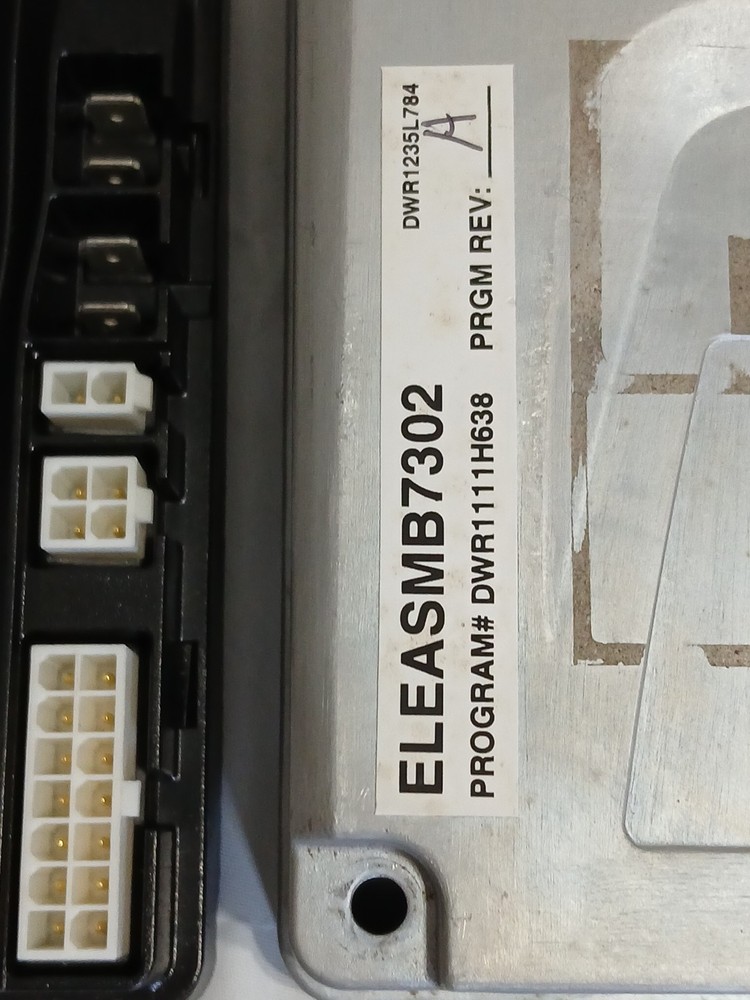 DWR1235L784
ELEASMB7302
PROGRAM# DWR1111H638 PRGM REV: A